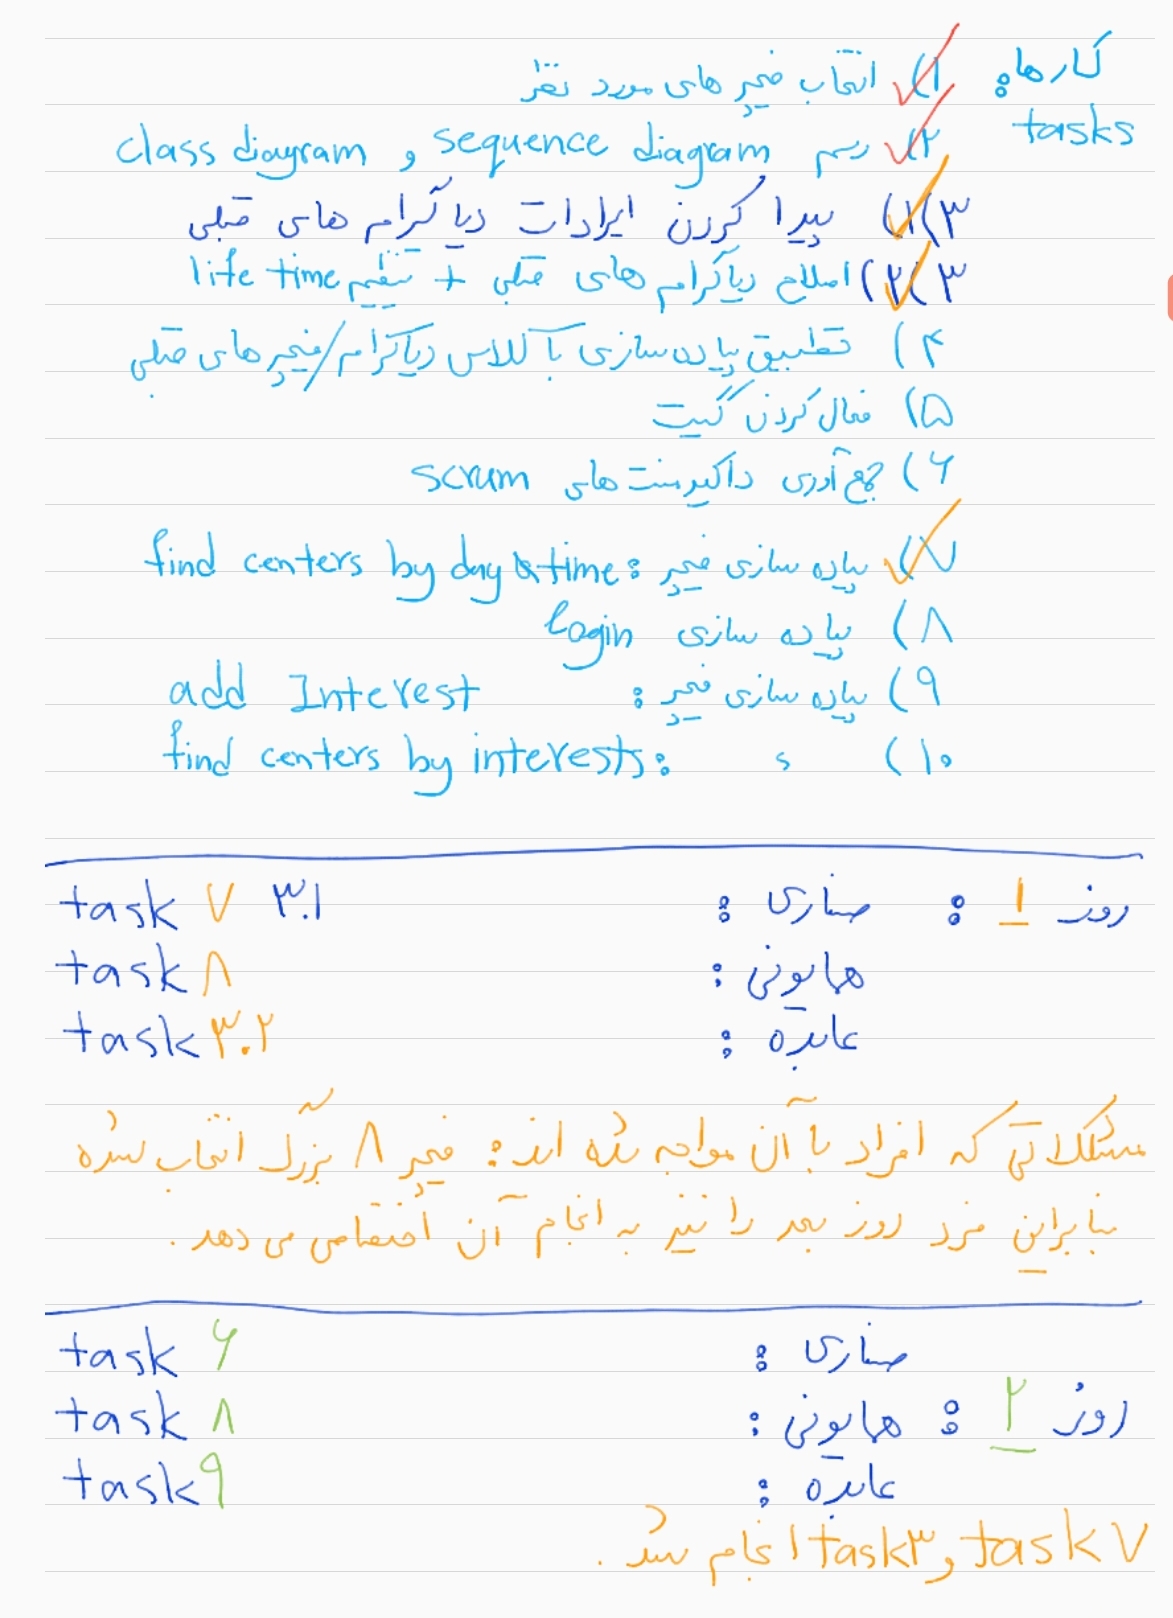 کارها: ۱) انتخاب فیچر های مورد نظر
tasks
۲) رسم sequence diagram و class diagram
۳)(۱) پیدا کردن ایرادات دیاگرام های قبلی
۳)(۲) اصلاح دیاگرام های قبلی + تنظیم life time
۴) تطبیق پیاده سازی با کلاس دیاگرام/فیچر های قبلی
۵) فعال کردن گیت
۶) جمع آوری داکیومنت های scrum
۷) پیاده سازی فیچر : find centers by day & time
۸) پیاده سازی login
۹) پیاده سازی فیچر : add Interest
۱۰) " : find centers by interests
روز ۱ : صفاری : task ۷ ۳.۱
همایونی : task ۸
عابده : task ۳.۲
مشکلاتی که افراد با آن مواجه شده اند : فیچر ۸ بزرگ انتخاب شده
بنابراین فرد روز بعد را نیز به انجام آن اختصاص می دهد .
صفاری : task ۶
روز ۲ : همایونی : task ۸
عابده : task ۹
task ۷ و task ۳ انجام شد .